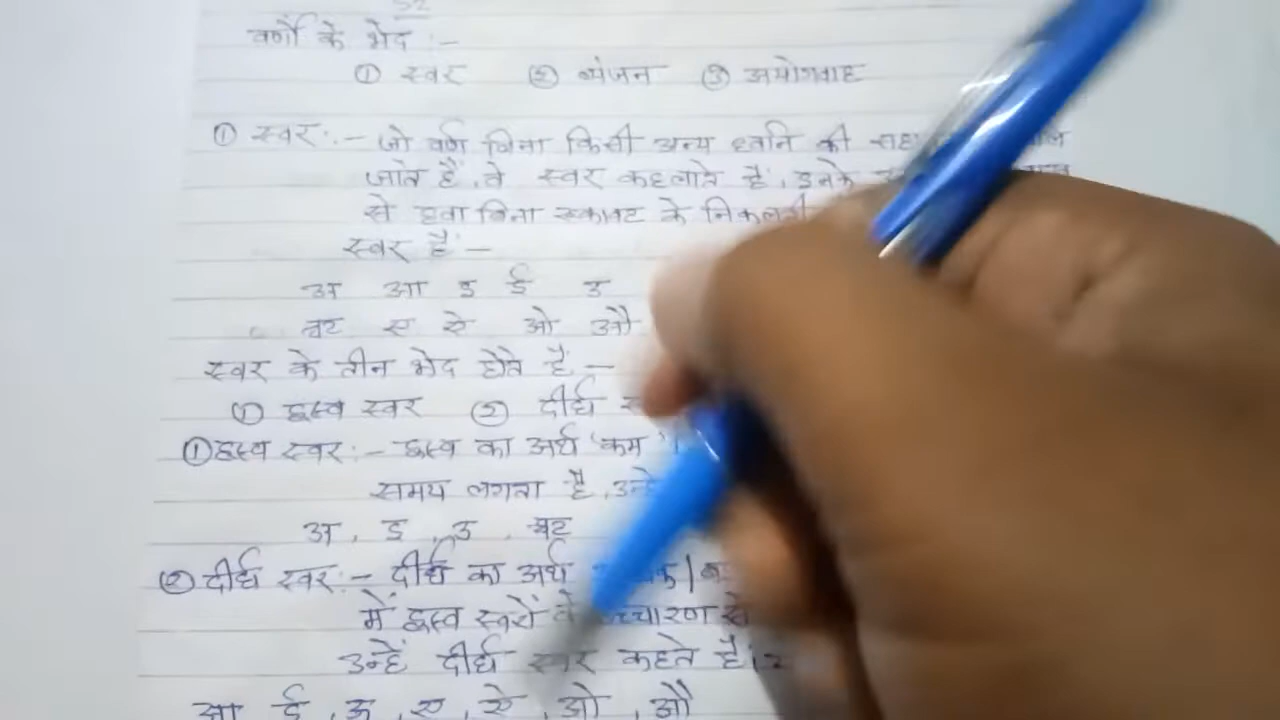 52
वर्णों के भेद :-
① स्वर ② व्यंजन ③ अयोगवाह
① स्वर :- जो वर्ण बिना किसी अन्य ध्वनि की
जाते हैं, वे स्वर कहलाते हैं, उनके
से हवा बिना रूकावट के निकलती
स्वर हैं -
अ आ इ ई उ
ऋ ए ऐ ओ औ
स्वर के तीन भेद होते हैं -
① ह्रस्व स्वर ② दीर्घ
① ह्रस्व स्वर :- ह्रस्व का अर्थ 'कम'
समय लगता है, उन्हे
अ, इ, उ, ऋ
② दीर्घ स्वर :- दीर्घ का अर्थ
में ह्रस्व स्वरों के उच्चारण से
उन्हें दीर्घ स्वर कहते हैं।
आ, ई, ऊ, ए, ऐ, ओ, औ